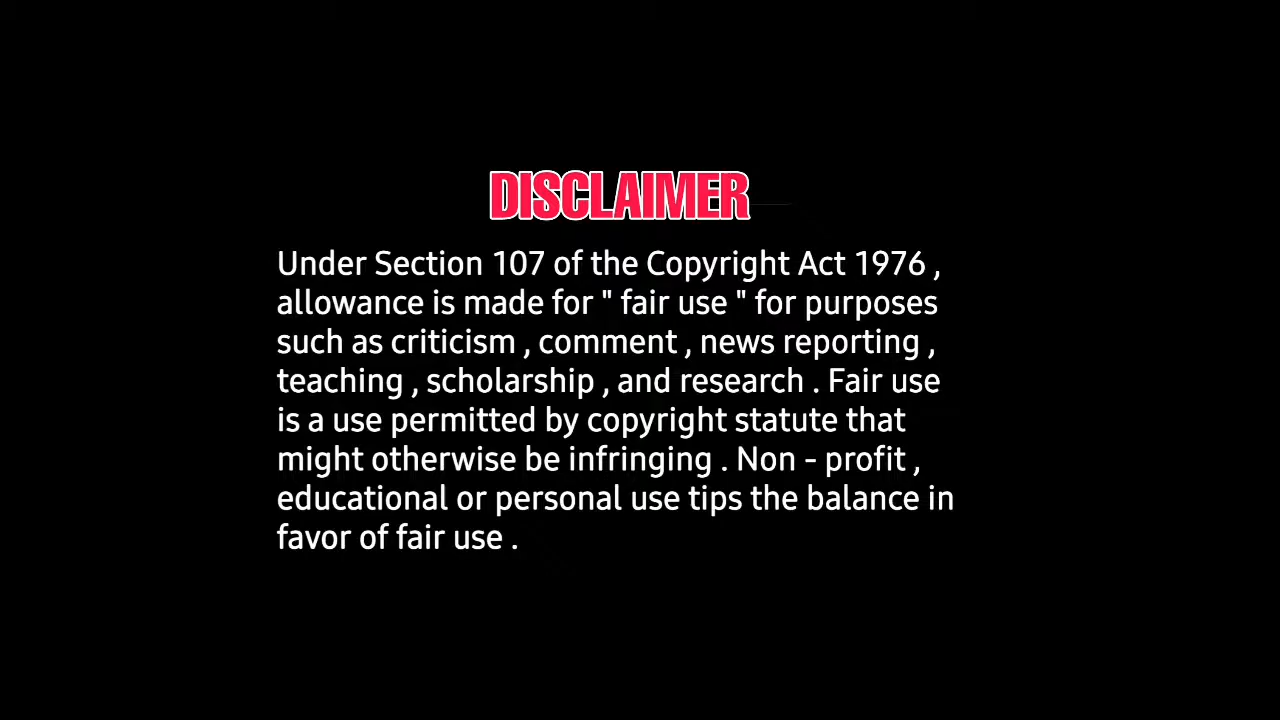 DISCLAIMER
Under Section 107 of the Copyright Act 1976 ,
allowance is made for " fair use " for purposes
such as criticism , comment , news reporting ,
teaching , scholarship , and research . Fair use
is a use permitted by copyright statute that
might otherwise be infringing . Non - profit ,
educational or personal use tips the balance in
favor of fair use .